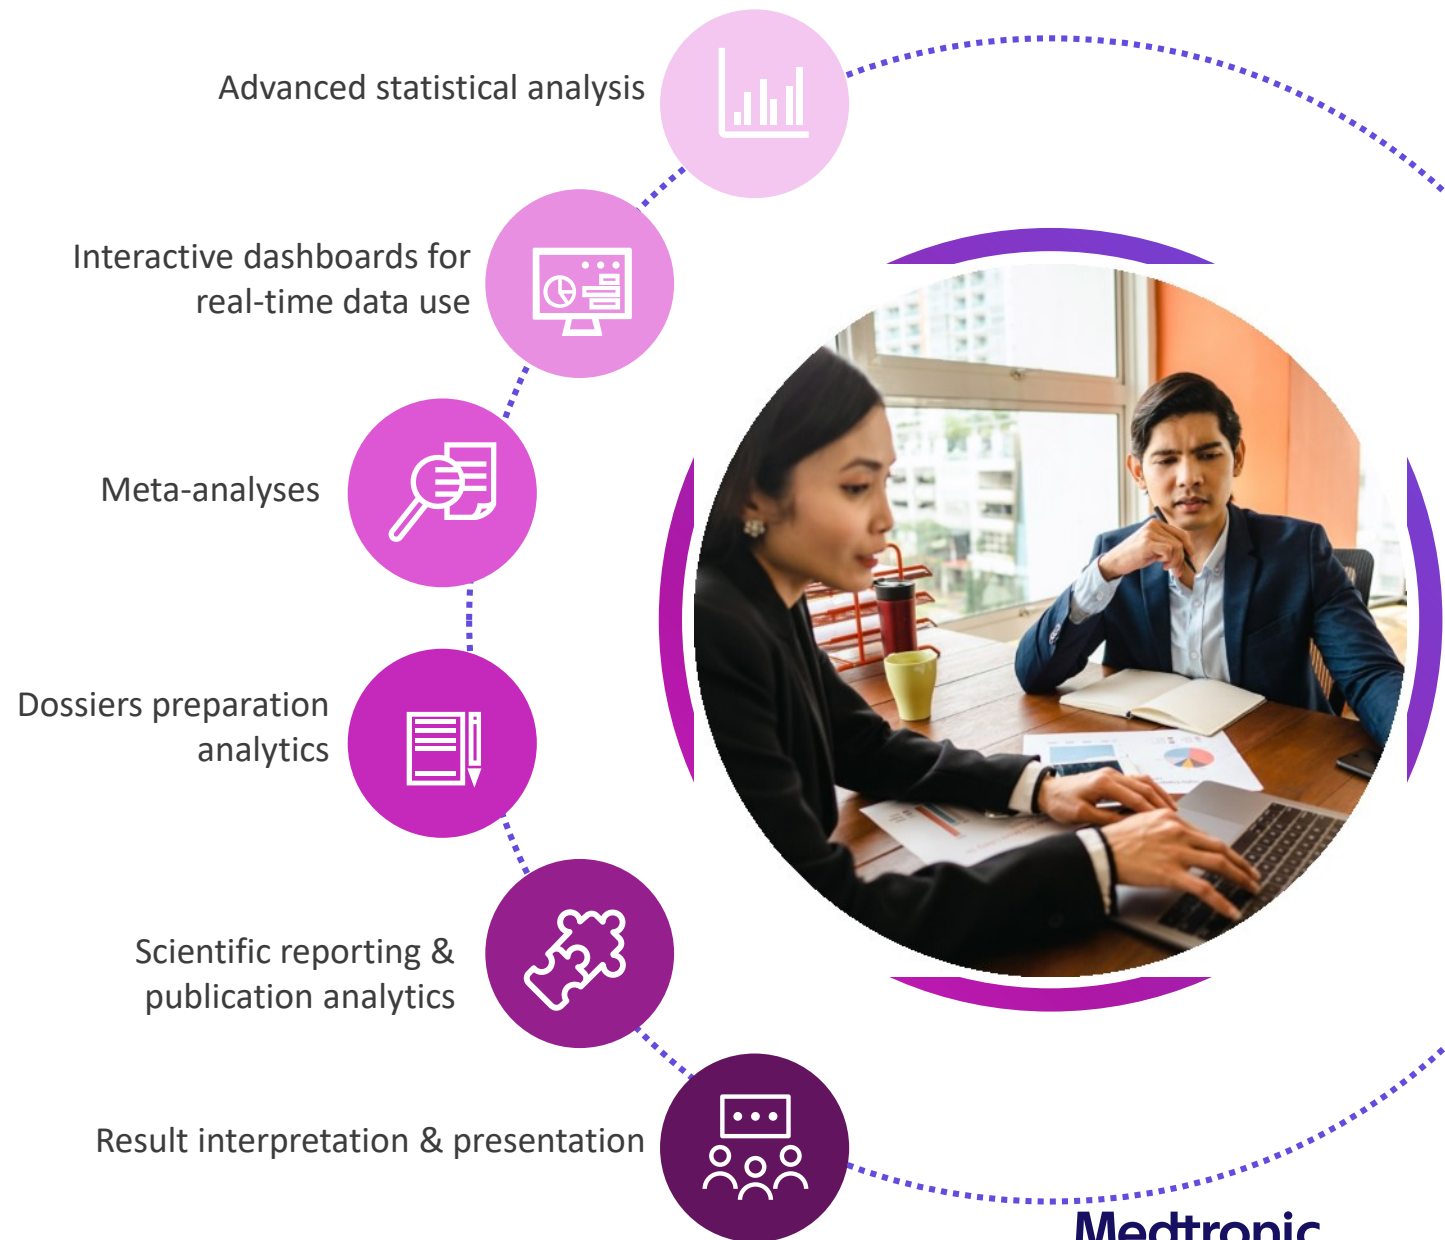 Advanced statistical analysis
Interactive dashboards for
real-time data use
Meta-analyses
Dossiers preparation
analytics
Scientific reporting &
publication analytics
Result interpretation & presentation
Medtronic